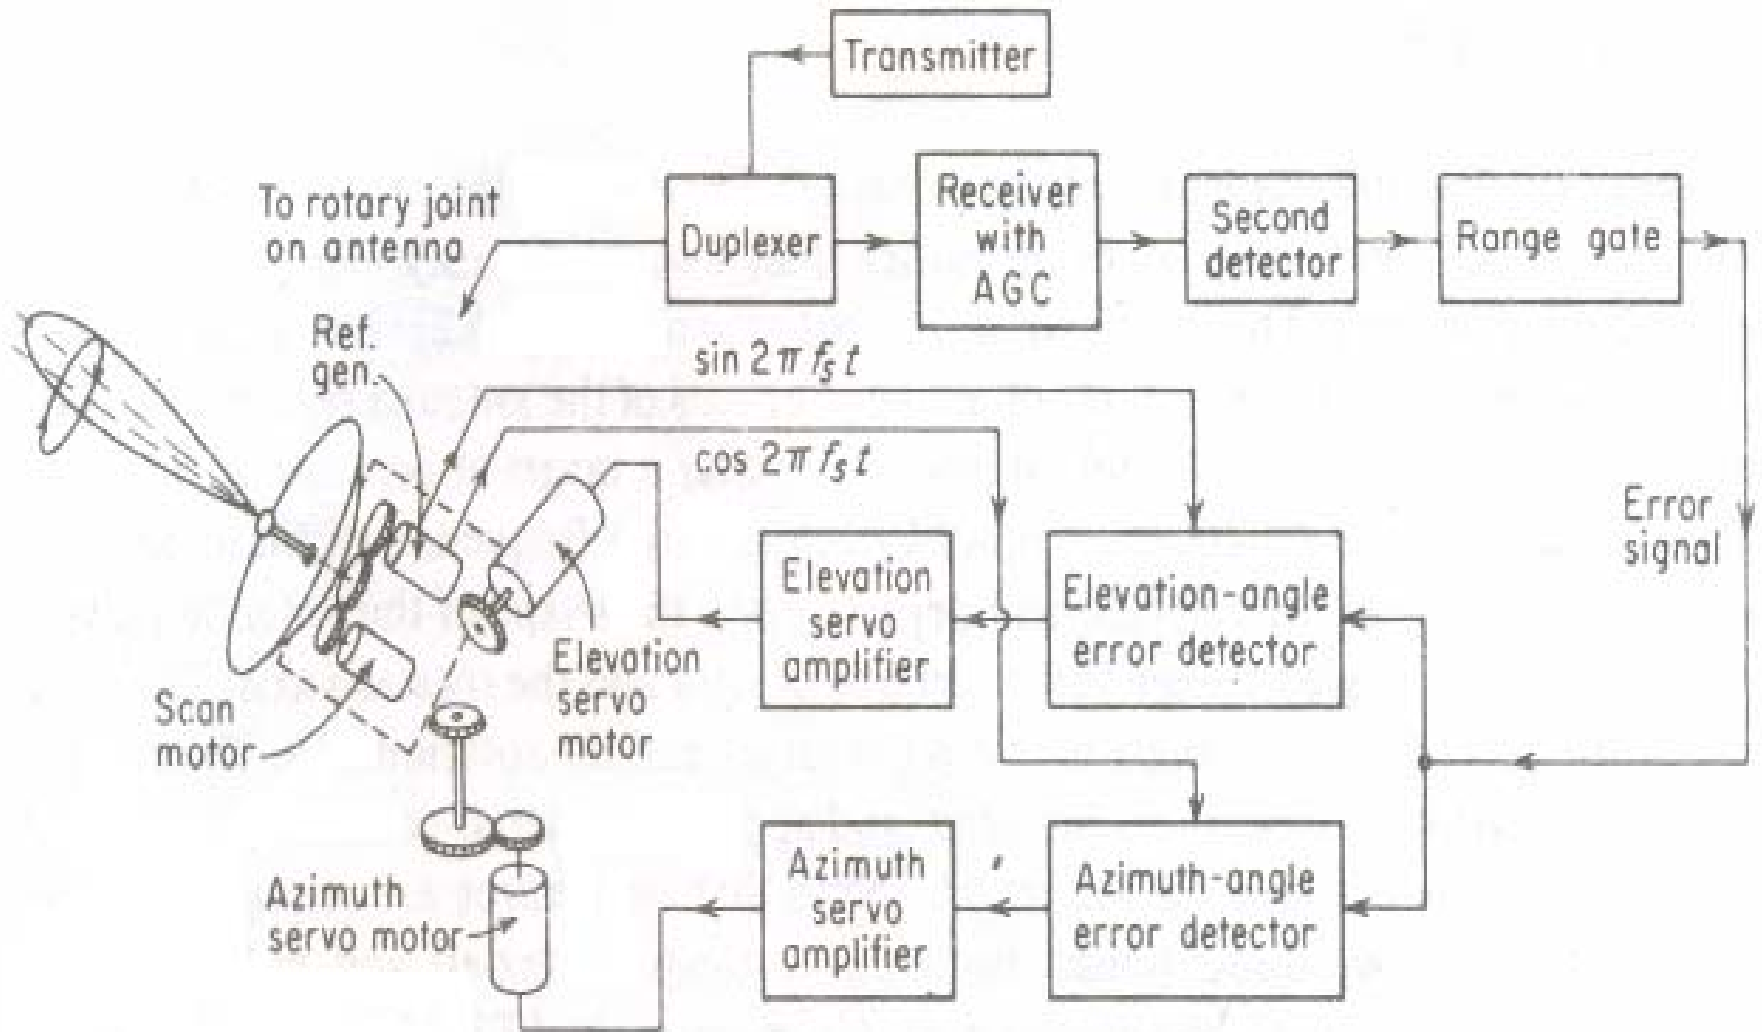 Transmitter
To rotary joint
on antenna
Duplexer
Receiver
with
AGC
Second
detector
Range gate
Ref.
gen.
sin 2π fs t
cos 2π fs t
Error
signal
Elevation
servo
amplifier
Elevation-angle
error detector
Elevation
servo
motor
Scan
motor
Azimuth
servo motor
Azimuth
servo
amplifier
Azimuth-angle
error detector